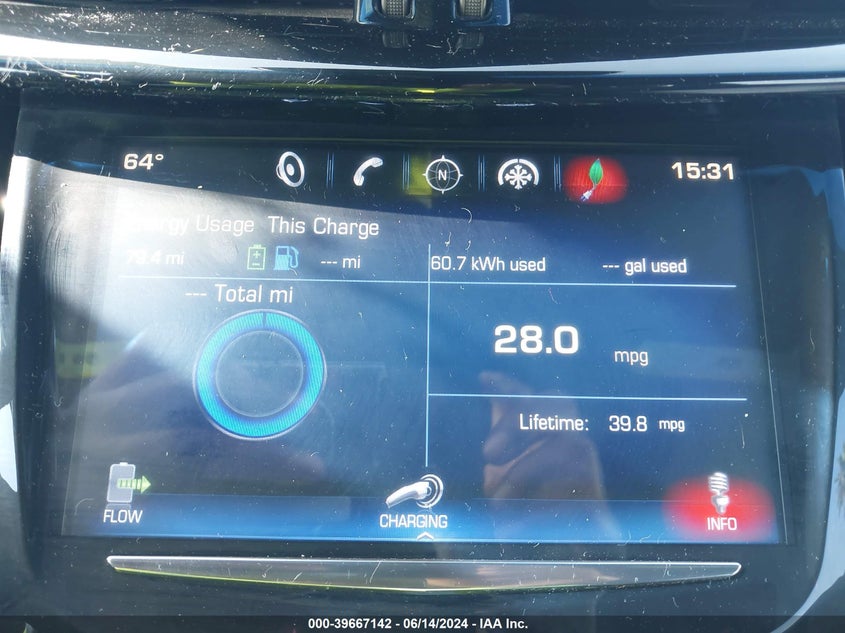 64°
N
15:31
Usage This Charge
79.4 mi
--- mi
60.7 kWh used
--- gal used
--- Total mi
28.0 mpg
Lifetime: 39.8 mpg
FLOW
CHARGING
INFO
000-39667142 - 06/14/2024 - IAA Inc.